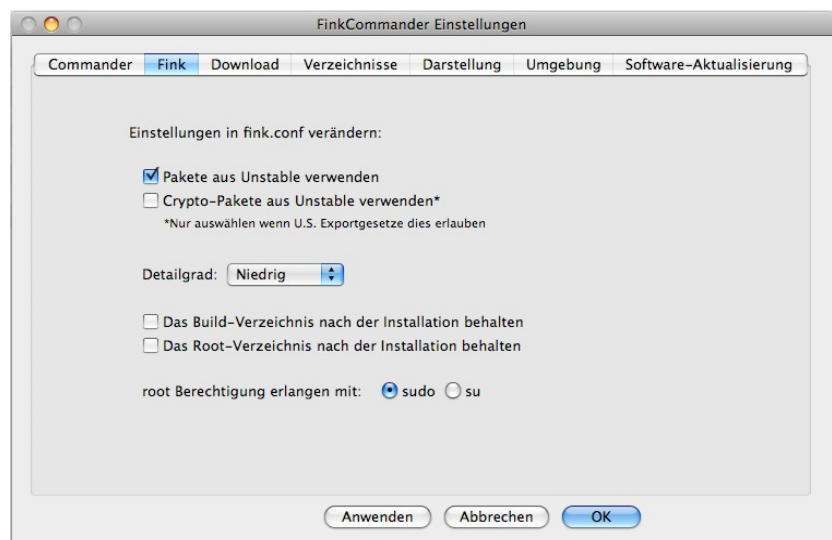 FinkCommander Einstellungen
Commander Fink Download Verzeichnisse Darstellung Umgebung Software-Aktualisierung
Einstellungen in fink.conf verändern:
Pakete aus Unstable verwenden
Crypto-Pakete aus Unstable verwenden*
*Nur auswählen wenn U.S. Exportgesetze dies erlauben
Detailgrad: Niedrig
Das Build-Verzeichnis nach der Installation behalten
Das Root-Verzeichnis nach der Installation behalten
root Berechtigung erlangen mit: sudo su
Anwenden Abbrechen OK